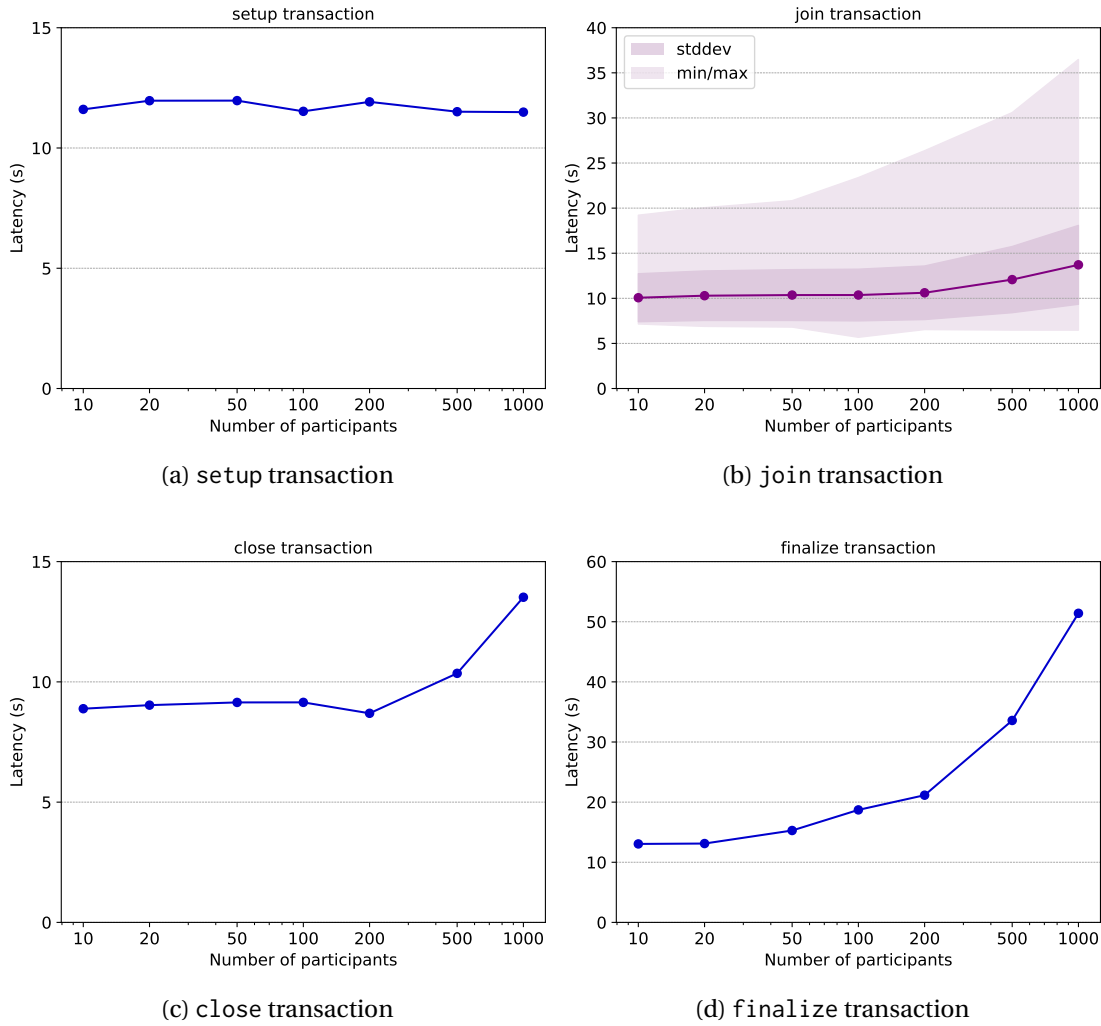 setup transaction
15
10
5
0
Latency (s)
10 20 50 100 200 500 1000
Number of participants
(a) setup transaction
join transaction
stddev
min/max
40
35
30
25
20
15
10
5
0
Latency (s)
10 20 50 100 200 500 1000
Number of participants
(b) join transaction
close transaction
15
10
5
0
Latency (s)
10 20 50 100 200 500 1000
Number of participants
(c) close transaction
finalize transaction
60
50
40
30
20
10
0
Latency (s)
10 20 50 100 200 500 1000
Number of participants
(d) finalize transaction